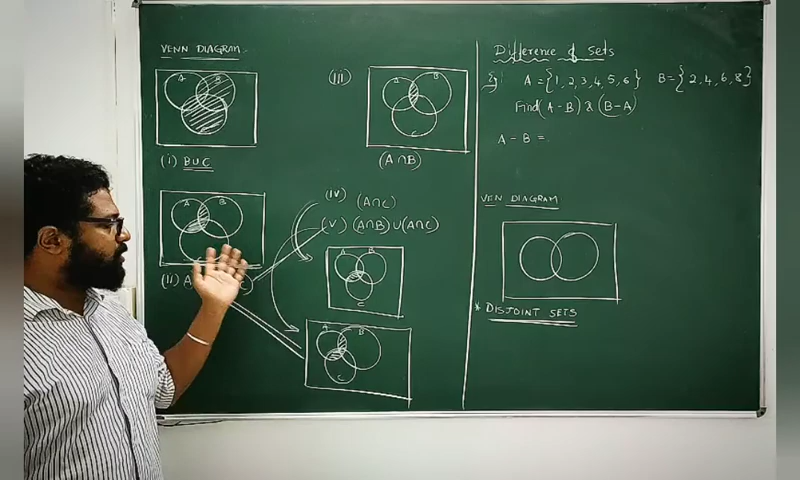 VENN DIAGRAM
A B
C
(i) BUC
(iii)
A B
C
(A∩B)
A B
(ii) A
(iv) (A∩C)
(v) (A∩B)∪(A∩C)
A B
C
A B
C
Difference of sets
Eg: A = {1, 2, 3, 4, 5, 6} B = {2, 4, 6, 8}
Find (A - B) & (B - A)
A - B =
VEN DIAGRAM
* DISJOINT SETS